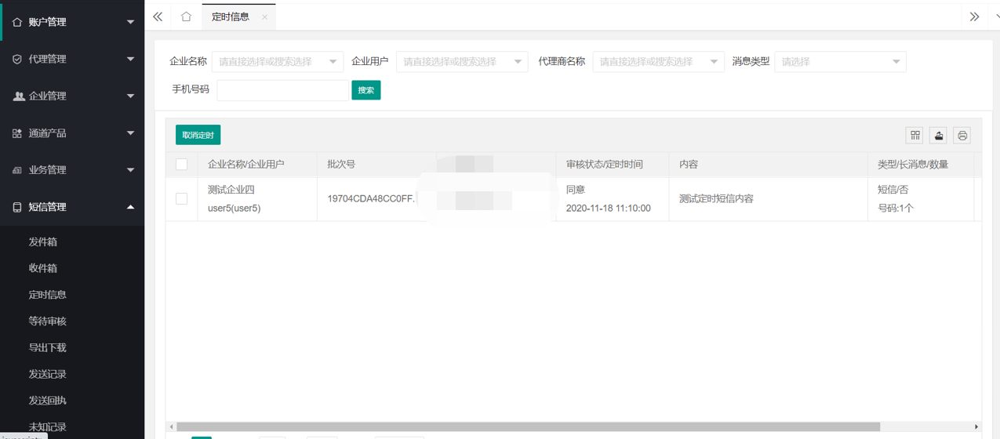 账户管理
代理管理
企业管理
通道产品
业务管理
短信管理
发件箱
收件箱
定时信息
等待审核
导出下载
发送记录
发送回执
未知记录
定时信息
企业名称 请直接选择或搜索选择 企业用户 请直接选择或搜索选择 代理商名称 请直接选择或搜索选择 消息类型 请选择
手机号码 搜索
取消定时
企业名称/企业用户 批次号 审核状态/定时时间 内容 类型/长消息/数量
测试企业四 同意 短信/否
19704CDA48CC0FF. 测试定时短信内容
user5(user5) 2020-11-18 11:10:00 号码:1个